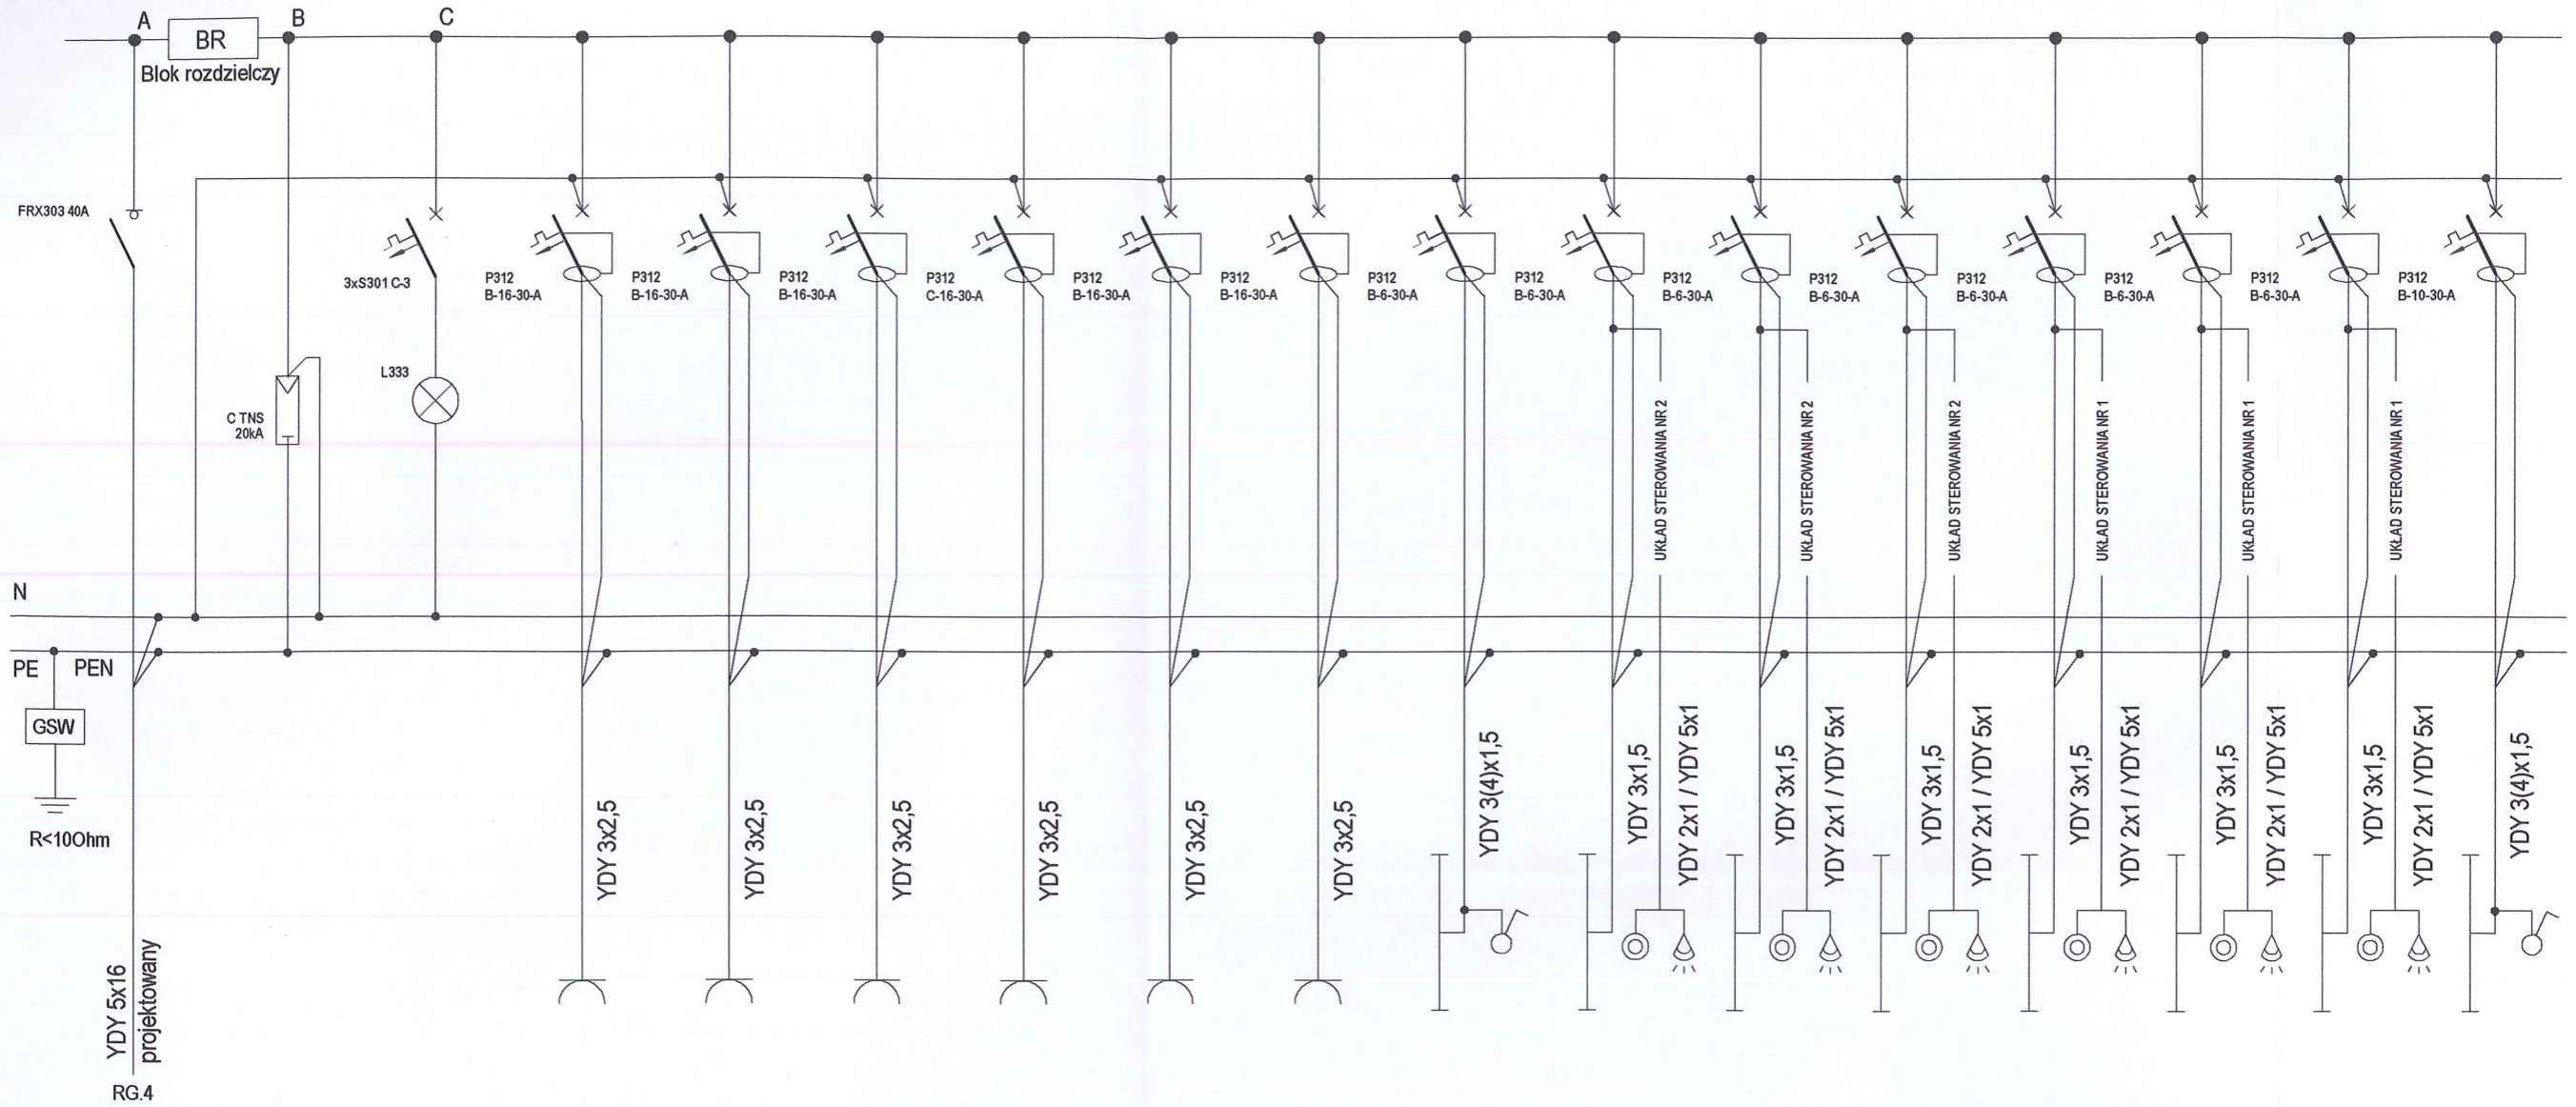 A
BR
B
C
Blok rozdzielczy
FRX303 40A
3xS301 C-3
P312
B-16-30-A
P312
B-16-30-A
P312
B-16-30-A
P312
C-16-30-A
P312
B-16-30-A
P312
B-16-30-A
P312
B-6-30-A
P312
B-6-30-A
P312
B-6-30-A
P312
B-6-30-A
P312
B-6-30-A
P312
B-6-30-A
P312
B-6-30-A
P312
B-10-30-A
L333
C TNS
20kA
UKŁAD STEROWANIA NR 2
UKŁAD STEROWANIA NR 2
UKŁAD STEROWANIA NR 2
UKŁAD STEROWANIA NR 1
UKŁAD STEROWANIA NR 1
UKŁAD STEROWANIA NR 1
N
PE
PEN
GSW
R<10Ohm
YDY 5x16
projektowany
RG.4
YDY 3x2,5
YDY 3x2,5
YDY 3x2,5
YDY 3x2,5
YDY 3x2,5
YDY 3x2,5
YDY 3(4)x1,5
YDY 3x1,5
YDY 2x1 / YDY 5x1
YDY 3x1,5
YDY 2x1 / YDY 5x1
YDY 3x1,5
YDY 2x1 / YDY 5x1
YDY 3x1,5
YDY 2x1 / YDY 5x1
YDY 3x1,5
YDY 2x1 / YDY 5x1
YDY 3x1,5
YDY 2x1 / YDY 5x1
YDY 3(4)x1,5